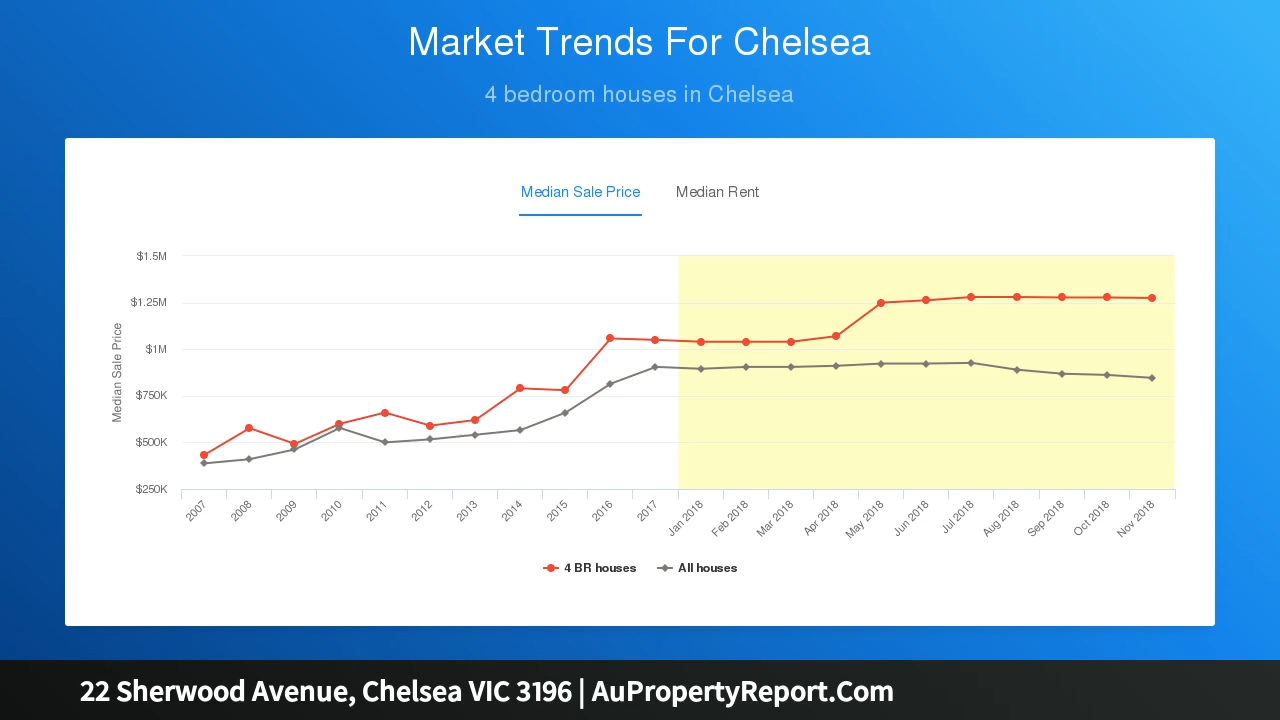 Market Trends For Chelsea
4 bedroom houses in Chelsea
Median Sale Price Median Rent
$1.5M
$1.25M
$1M
$750K
$500K
$250K
Median Sale Price
2007 2008 2009 2010 2011 2012 2013 2014 2015 2016 2017 Jan 2018 Feb 2018 Mar 2018 Apr 2018 May 2018 Jun 2018 Jul 2018 Aug 2018 Sep 2018 Oct 2018 Nov 2018
4 BR houses All houses
22 Sherwood Avenue, Chelsea VIC 3196 | AuPropertyReport.Com